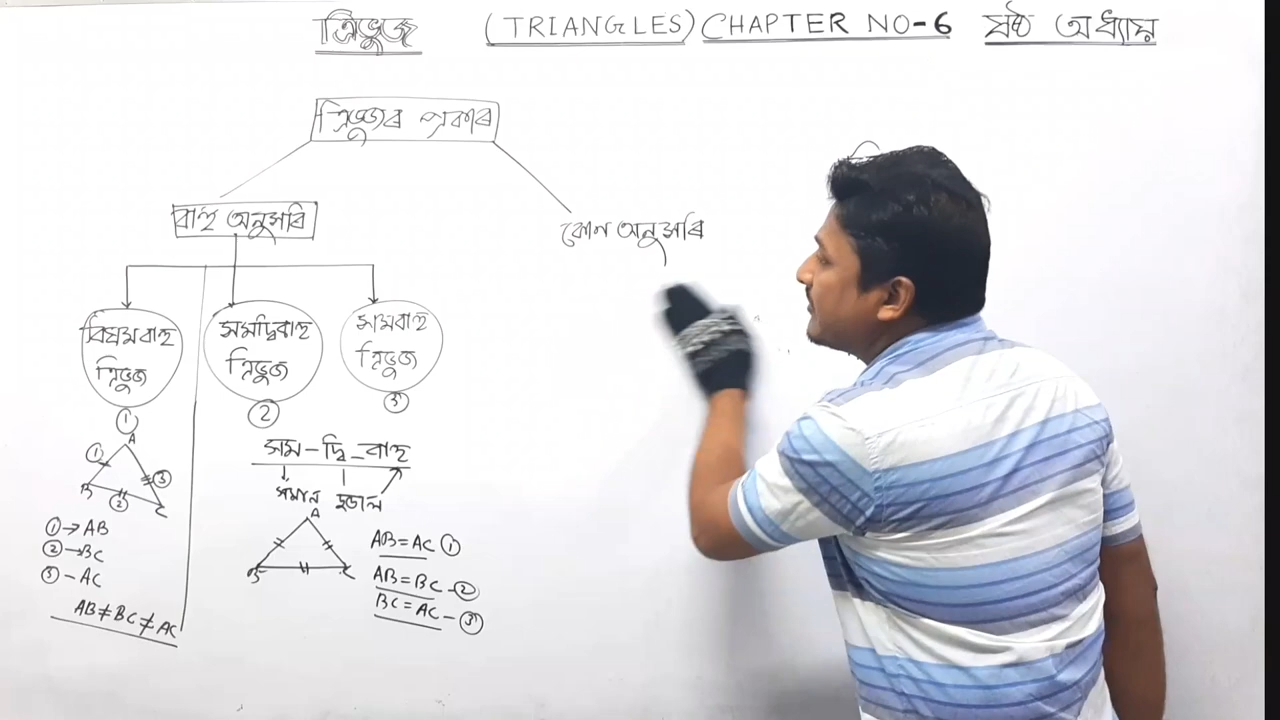 ত্রিভুজ (TRIANGLES) CHAPTER NO-6 ষষ্ঠ অধ্যায়
ত্ৰিভুজৰ প্ৰকাৰ
বাহু অনুসৰি
কোণ অনুসৰি
বিষমবাহু
ত্ৰিভুজ
1
সমদ্বিবাহু
ত্ৰিভুজ
2
সমবাহু
ত্ৰিভুজ
3
A
1
3
B
2
C
1 → AB
2 → BC
3 - AC
AB ≠ BC ≠ AC
সম - দ্বি - বাহু
সমান দুডাল
A
B C
AB = AC 1
AB = BC - 2
BC = AC - 3